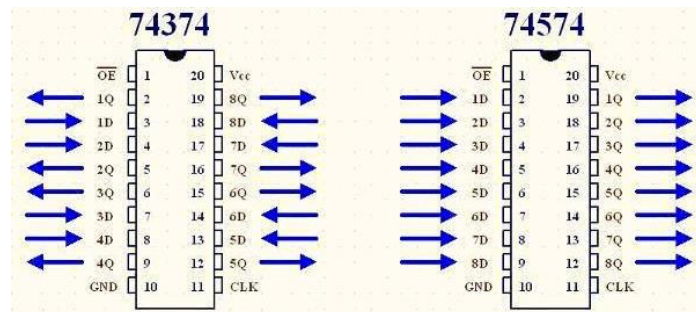 74374 74574
OE 1 20 Vcc OE 1 20 Vcc
1Q 2 19 8Q 1D 2 19 1Q
1D 3 18 8D 2D 3 18 2Q
2D 4 17 7D 3D 4 17 3Q
2Q 5 16 7Q 4D 5 16 4Q
3Q 6 15 6Q 5D 6 15 5Q
3D 7 14 6D 6D 7 14 6Q
4D 8 13 5D 7D 8 13 7Q
4Q 9 12 5Q 8D 9 12 8Q
GND 10 11 CLK GND 10 11 CLK